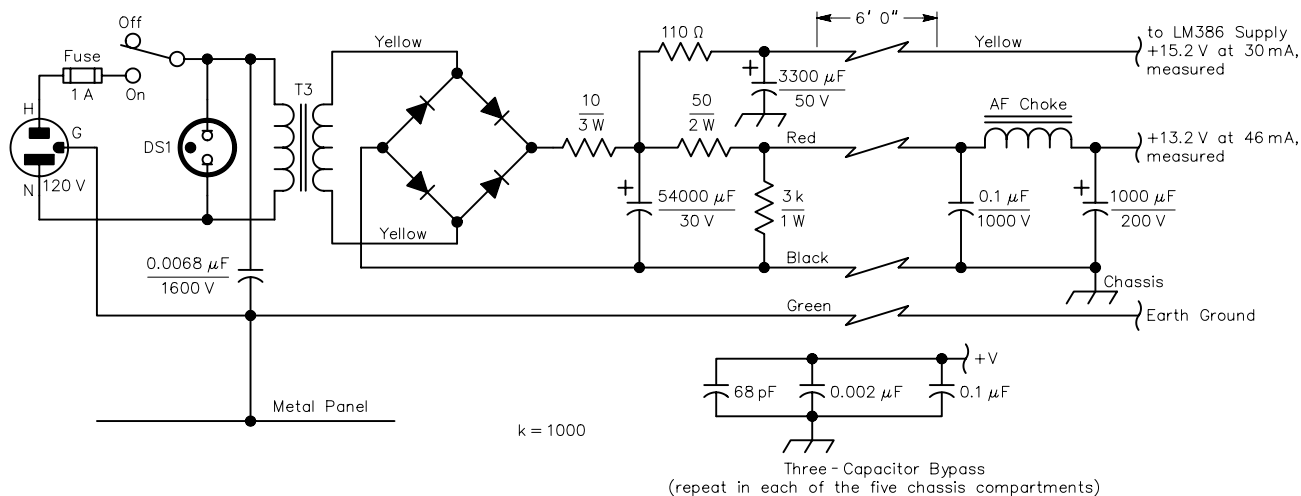 Off
Fuse
1 A
On
H
G
N
120 V
DS1
T3
0.0068 µF
1600 V
Metal Panel
Yellow
Yellow
10
3 W
110 Ω
50
2 W
54000 µF
30 V
3 k
1 W
3300 µF
50 V
6' 0"
Yellow
Red
Black
Green
AF Choke
0.1 µF
1000 V
1000 µF
200 V
Chassis
to LM386 Supply
+15.2 V at 30 mA,
measured
+13.2 V at 46 mA,
measured
Earth Ground
k = 1000
+V
68 pF
0.002 µF
0.1 µF
Three - Capacitor Bypass
(repeat in each of the five chassis compartments)